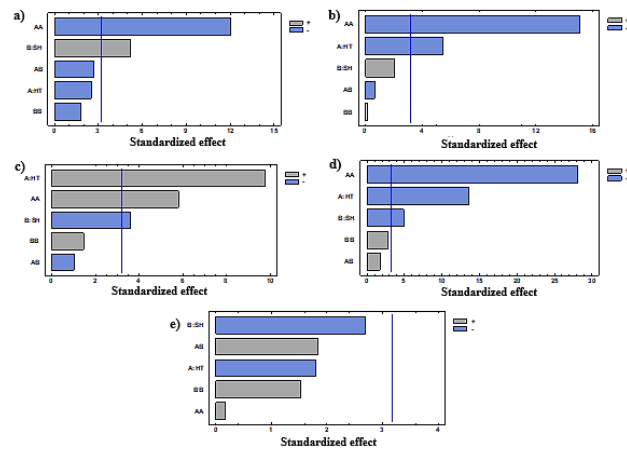 a)
AA
B:SH
AB
A:HT
BB
+
-
0 3 6 9 12 15
Standardized effect
b)
AA
A:HT
B:SH
AB
BB
+
-
0 4 8 12 16
Standardized effect
c)
A:HT
AA
B:SH
BB
AB
+
-
0 2 4 6 8 10
Standardized effect
d)
AA
A:HT
B:SH
BB
AB
+
-
0 5 10 15 20 25 30
Standardized effect
e)
B:SH
AB
A:HT
BB
AA
+
-
0 1 2 3 4
Standardized effect